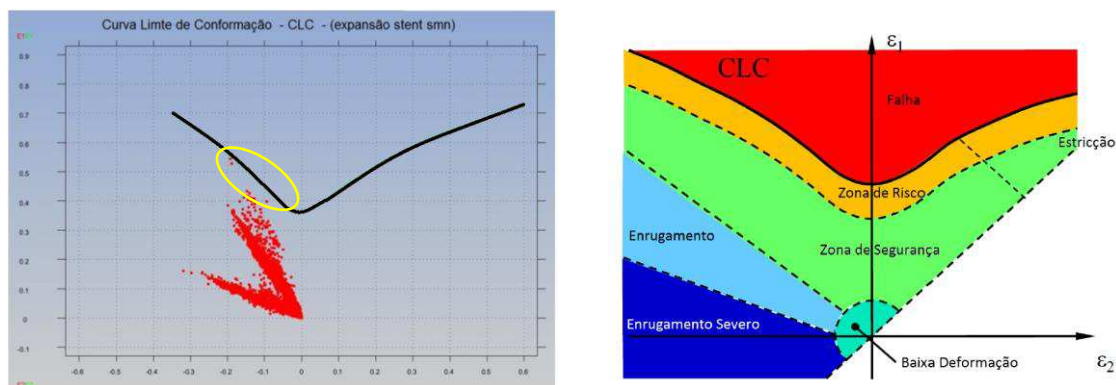 Curva Limte de Conformação - CLC - (expansão stent smn)
0.9
0.8
0.7
0.6
0.5
0.4
0.3
0.2
0.1
0
-0.1
-0.6 -0.5 -0.4 -0.3 -0.2 -0.1 0 0.1 0.2 0.3 0.4 0.5 0.6
ε1
CLC
Falha
Estricção
Zona de Risco
Enrugamento
Zona de Segurança
Enrugamento Severo
Baixa Deformação
ε2